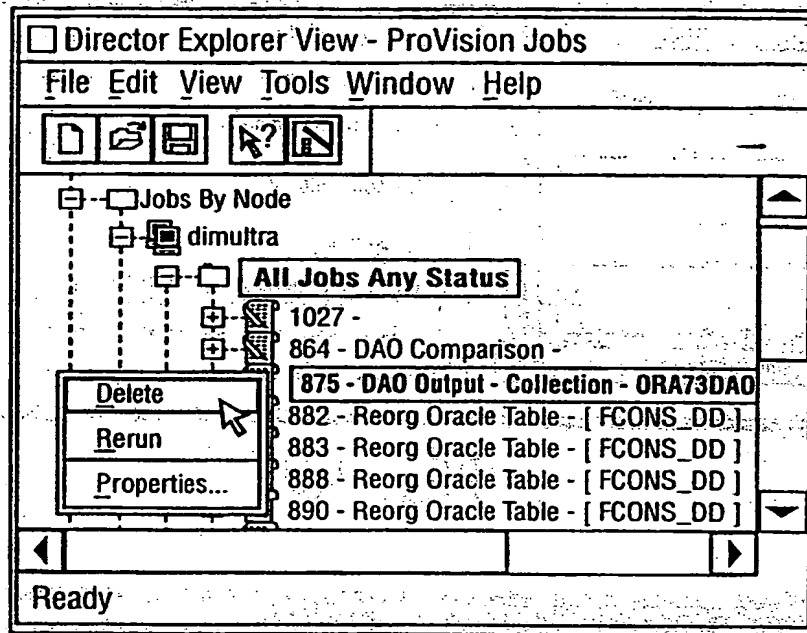 Director Explorer View - ProVision Jobs
File Edit View Tools Window Help
?
Jobs By Node
dimultra
All Jobs Any Status
1027 -
864 - DAO Comparison -
875 - DAO Output - Collection - ORA73DAO
Delete
882 - Reorg Oracle Table - [ FCONS_DD ]
Rerun
883 - Reorg Oracle Table - [ FCONS_DD ]
888 - Reorg Oracle Table - [ FCONS_DD ]
Properties...
890 - Reorg Oracle Table - [ FCONS_DD ]
Ready